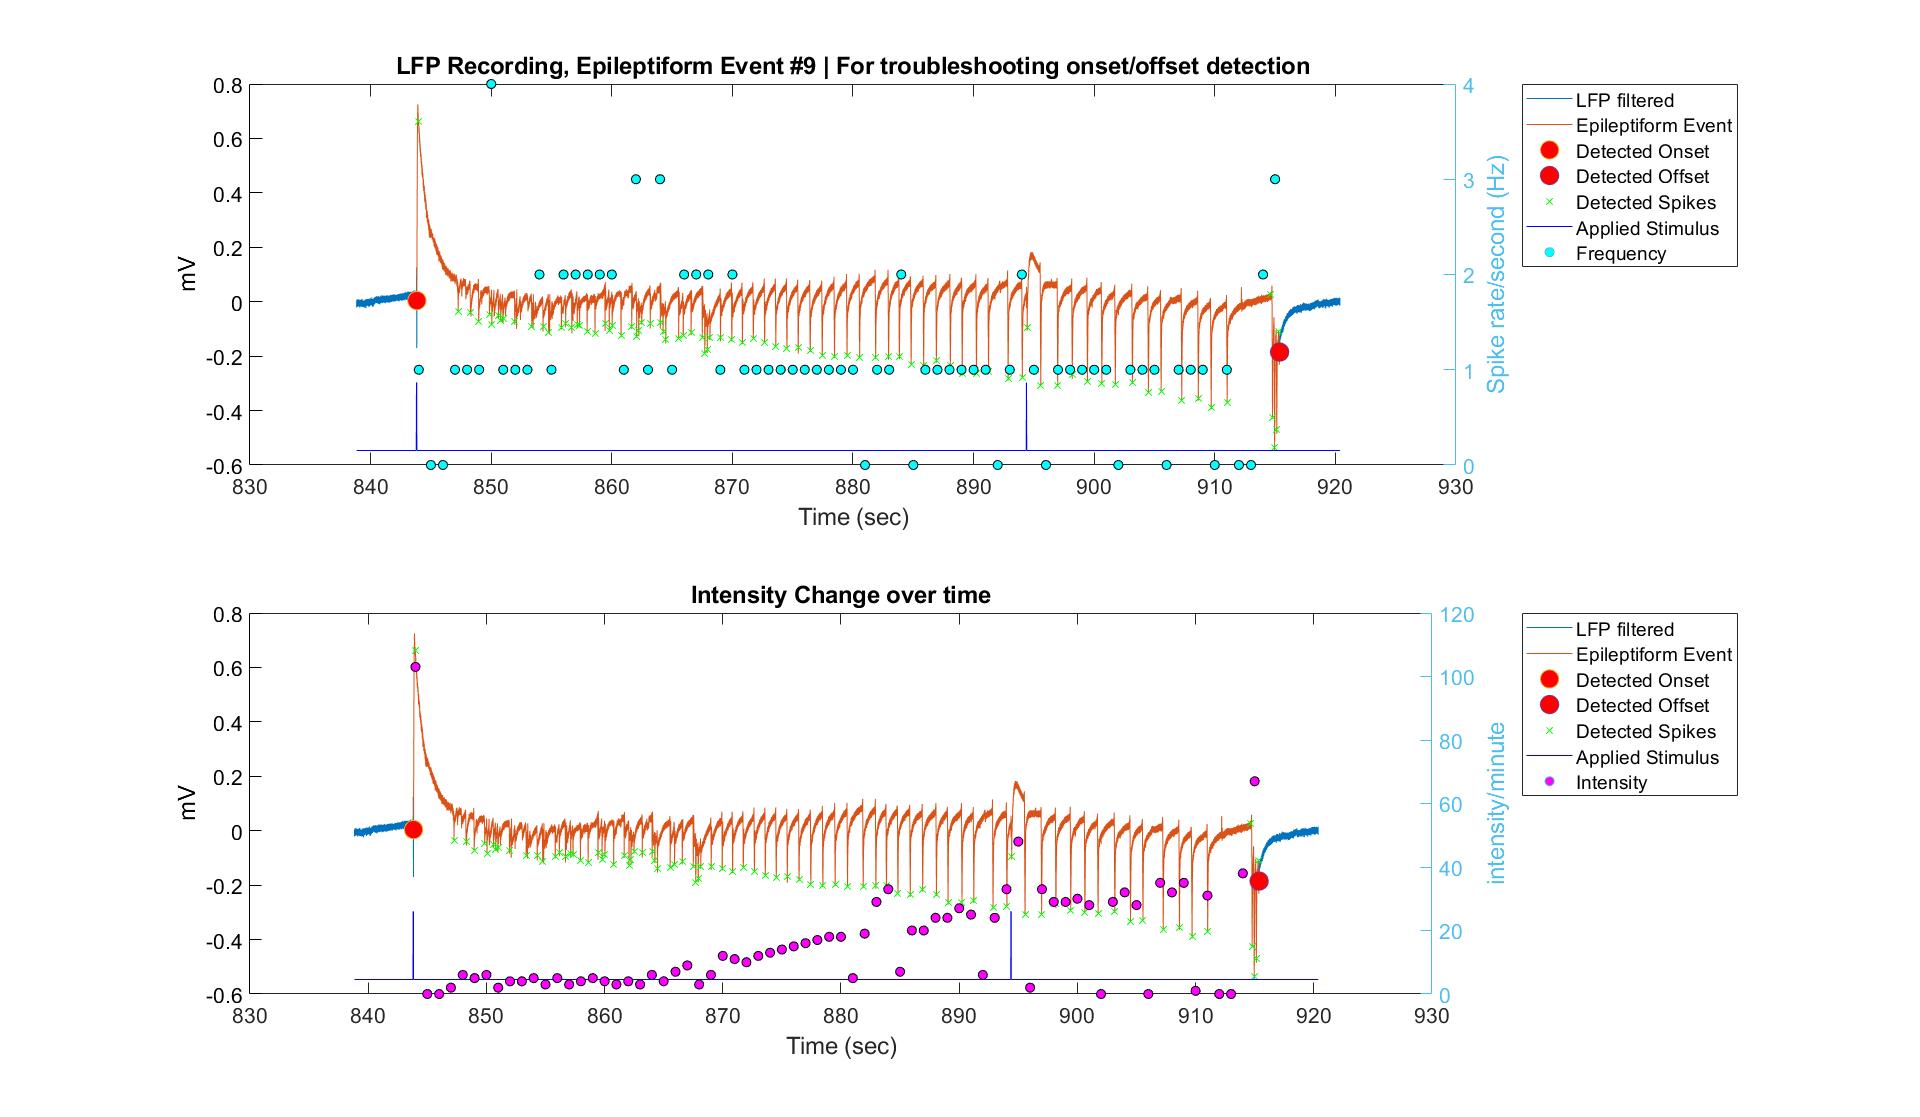 LFP Recording, Epileptiform Event #9 | For troubleshooting onset/offset detection
0.8
0.6
0.4
0.2
0
-0.2
-0.4
-0.6
mV
830 840 850 860 870 880 890 900 910 920 930
Time (sec)
4
3
2
1
0
Spike rate/second (Hz)
LFP filtered
Epileptiform Event
Detected Onset
Detected Offset
Detected Spikes
Applied Stimulus
Frequency
Intensity Change over time
0.8
0.6
0.4
0.2
0
-0.2
-0.4
-0.6
mV
830 840 850 860 870 880 890 900 910 920 930
Time (sec)
120
100
80
60
40
20
0
intensity/minute
LFP filtered
Epileptiform Event
Detected Onset
Detected Offset
Detected Spikes
Applied Stimulus
Intensity